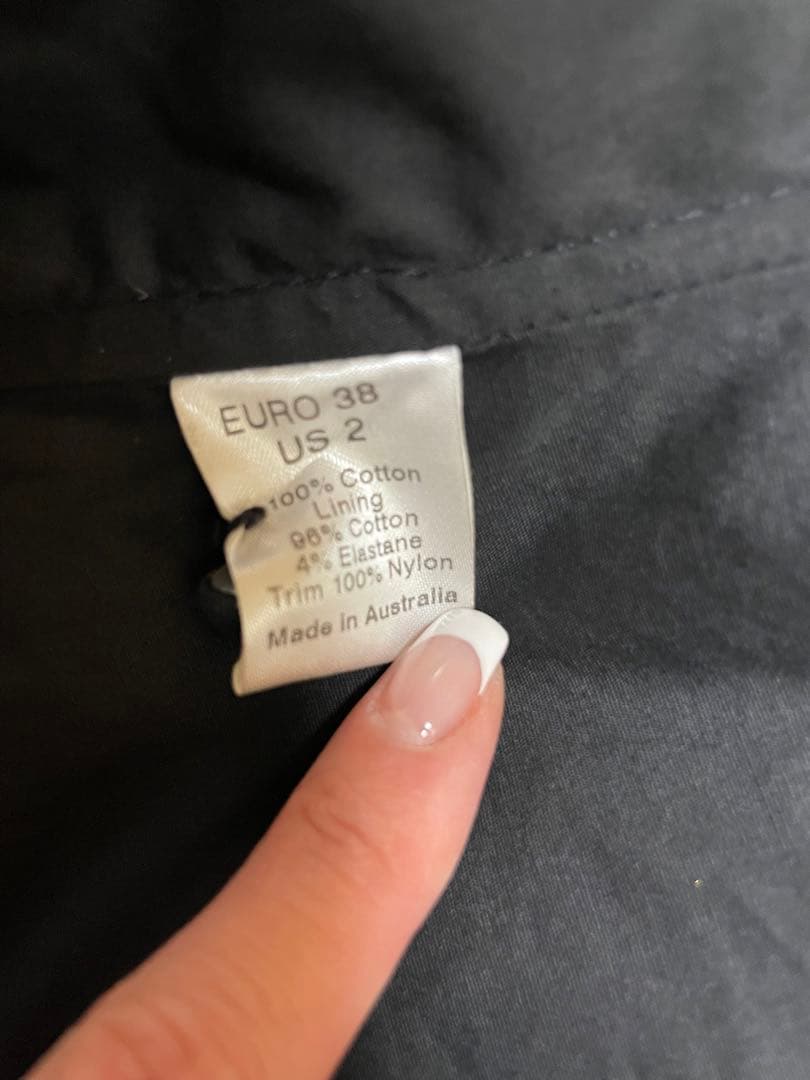 EURO 38
US 2
100% Cotton
Lining
96% Cotton
4% Elastane
Trim 100% Nylon
Made in Australia